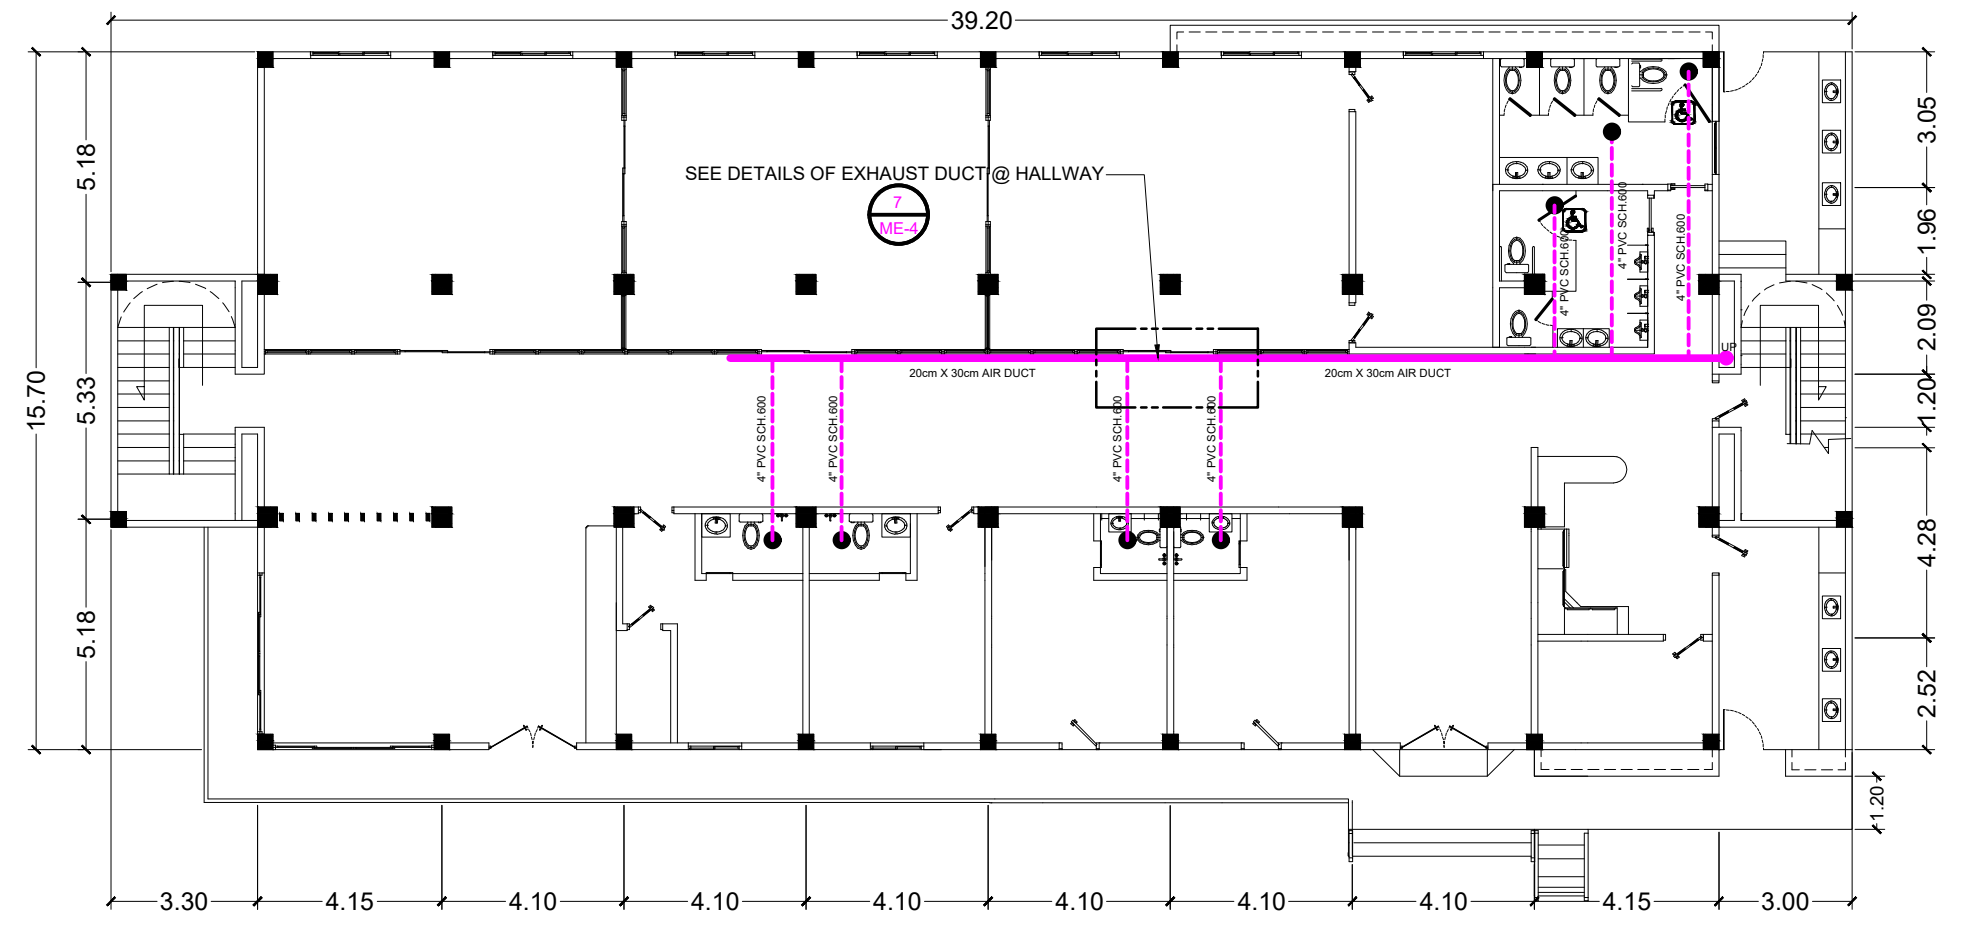 39.20
15.70
5.18
5.33
5.18
SEE DETAILS OF EXHAUST DUCT @ HALLWAY
7
ME-4
4" PVC SCH.600
4" PVC SCH.600
4" PVC SCH.600
UP
20cm X 30cm AIR DUCT
20cm X 30cm AIR DUCT
4" PVC SCH.600
4" PVC SCH.600
4" PVC SCH.600
4" PVC SCH.600
3.05
1.96
2.09
1.20
4.28
2.52
1.20
3.30
4.15
4.10
4.10
4.10
4.10
4.10
4.10
4.15
3.00